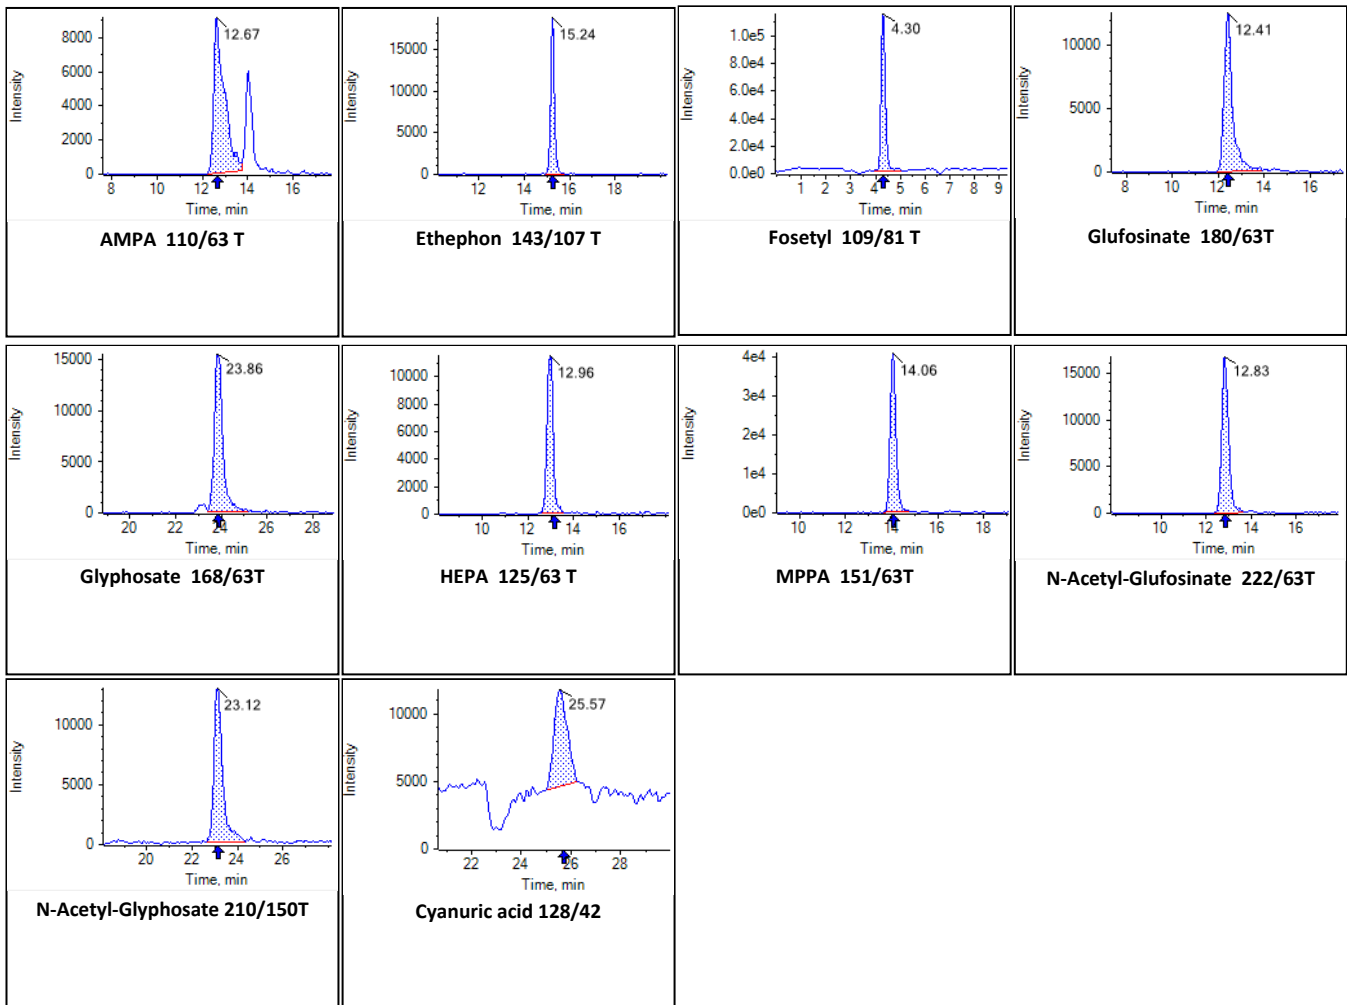 Intensity
8000
6000
4000
2000
0
12.67
8 10 12 14 16
Time, min
AMPA 110/63 T
Intensity
15000
10000
5000
0
15.24
12 14 16 18
Time, min
Ethephon 143/107 T
Intensity
1.0e5
8.0e4
6.0e4
4.0e4
2.0e4
0.0e0
4.30
1 2 3 4 5 6 7 8 9
Time, min
Fosetyl 109/81 T
Intensity
10000
5000
0
12.41
8 10 12 14 16
Time, min
Glufosinate 180/63T
Intensity
15000
10000
5000
0
23.86
20 22 24 26 28
Time, min
Glyphosate 168/63T
Intensity
10000
8000
6000
4000
2000
0
12.96
10 12 14 16
Time, min
HEPA 125/63 T
Intensity
4e4
3e4
2e4
1e4
0e0
14.06
10 12 14 16 18
Time, min
MPPA 151/63T
Intensity
15000
10000
5000
0
12.83
10 12 14 16
Time, min
N-Acetyl-Glufosinate 222/63T
Intensity
10000
5000
0
23.12
20 22 24 26
Time, min
N-Acetyl-Glyphosate 210/150T
Intensity
10000
5000
0
25.57
22 24 26 28
Time, min
Cyanuric acid 128/42